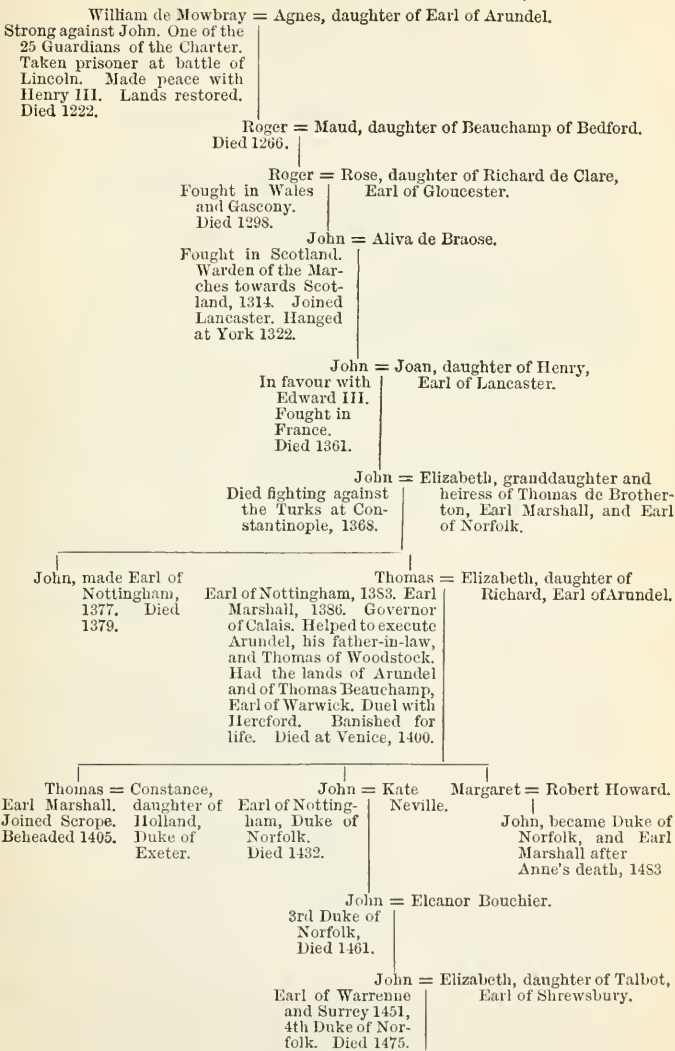 William de Mowbray = Agnes, daughter of Earl of Arundel.
Strong against John. One of the
25 Guardians of the Charter.
Taken prisoner at battle of
Lincoln. Made peace with
Henry III. Lands restored.
Died 1222.
Roger = Maud, daughter of Beauchamp of Bedford.
Died 1266.
Roger = Rose, daughter of Richard de Clare,
Fought in Wales
and Gascony.
Died 1298.
Earl of Gloucester.
John = Aliva de Braose.
Fought in Scotland.
Warden of the Mar-
ches towards Scot-
land, 1314. Joined
Lancaster. Hanged
at York 1322.
John = Joan, daughter of Henry,
In favour with
Edward III.
Fought in
France.
Died 1361.
Earl of Lancaster.
John = Elizabeth, granddaughter and
Died fighting against
the Turks at Con-
stantinople, 1368.
heiress of Thomas de Brother-
ton, Earl Marshall, and Earl
of Norfolk.
John, made Earl of
Nottingham,
1377. Died
1379.
Thomas = Elizabeth, daughter of
Earl of Nottingham, 1383. Earl
Marshall, 1386. Governor
of Calais. Helped to execute
Arundel, his father-in-law,
and Thomas of Woodstock.
Had the lands of Arundel
and of Thomas Beauchamp,
Earl of Warwick. Duel with
Hereford. Banished for
life. Died at Venice, 1400.
Richard, Earl of Arundel.
Thomas = Constance,
Earl Marshall.
Joined Scrope.
Beheaded 1405.
daughter of
Holland,
Duke of
Exeter.
John = Kate
Earl of Notting-
ham, Duke of
Norfolk.
Died 1432.
Neville.
Margaret = Robert Howard.
John, became Duke of
Norfolk, and Earl
Marshall after
Anne's death, 1483
John = Eleanor Bouchier.
3rd Duke of
Norfolk,
Died 1461.
John = Elizabeth, daughter of Talbot,
Earl of Warrenne
and Surrey 1451,
4th Duke of Nor-
folk. Died 1475.
Earl of Shrewsbury.